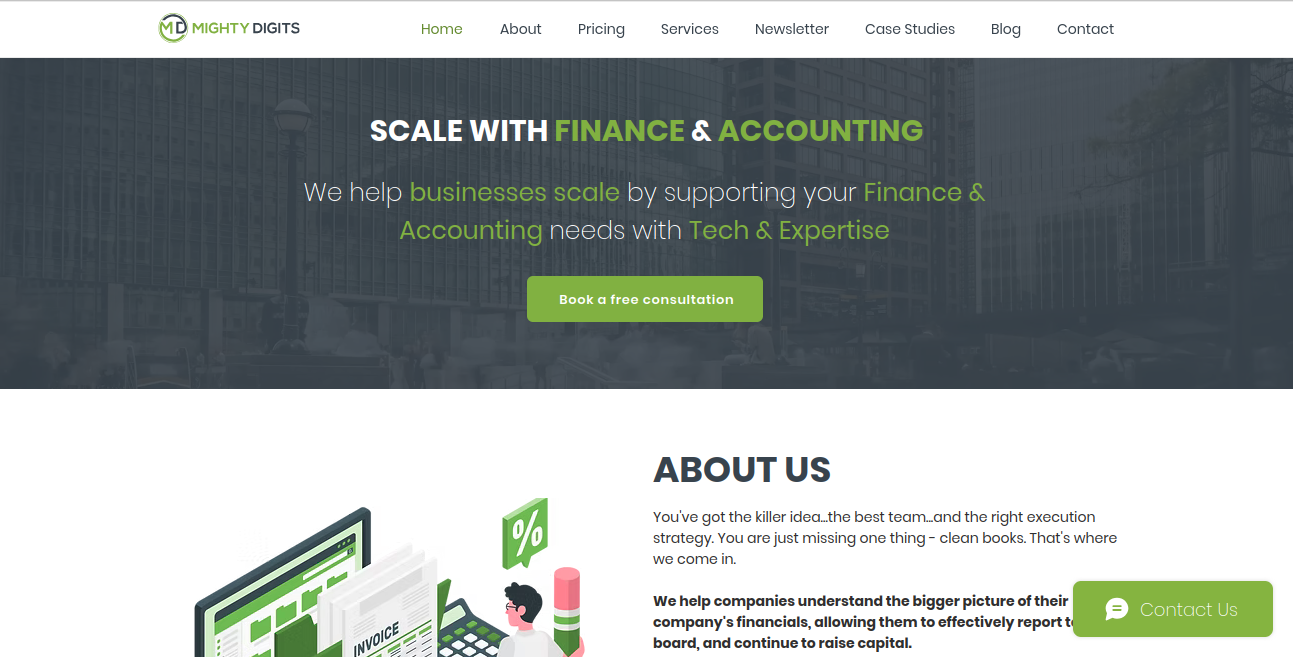 MD MIGHTY DIGITS
Home About Pricing Services Newsletter Case Studies Blog Contact
SCALE WITH FINANCE & ACCOUNTING
We help businesses scale by supporting your Finance &
Accounting needs with Tech & Expertise
Book a free consultation
ABOUT US
You've got the killer idea...the best team...and the right execution
strategy. You are just missing one thing - clean books. That's where
we come in.
We help companies understand the bigger picture of their
company's financials, allowing them to effectively report
board, and continue to raise capital.
%
INVOICE
Contact Us